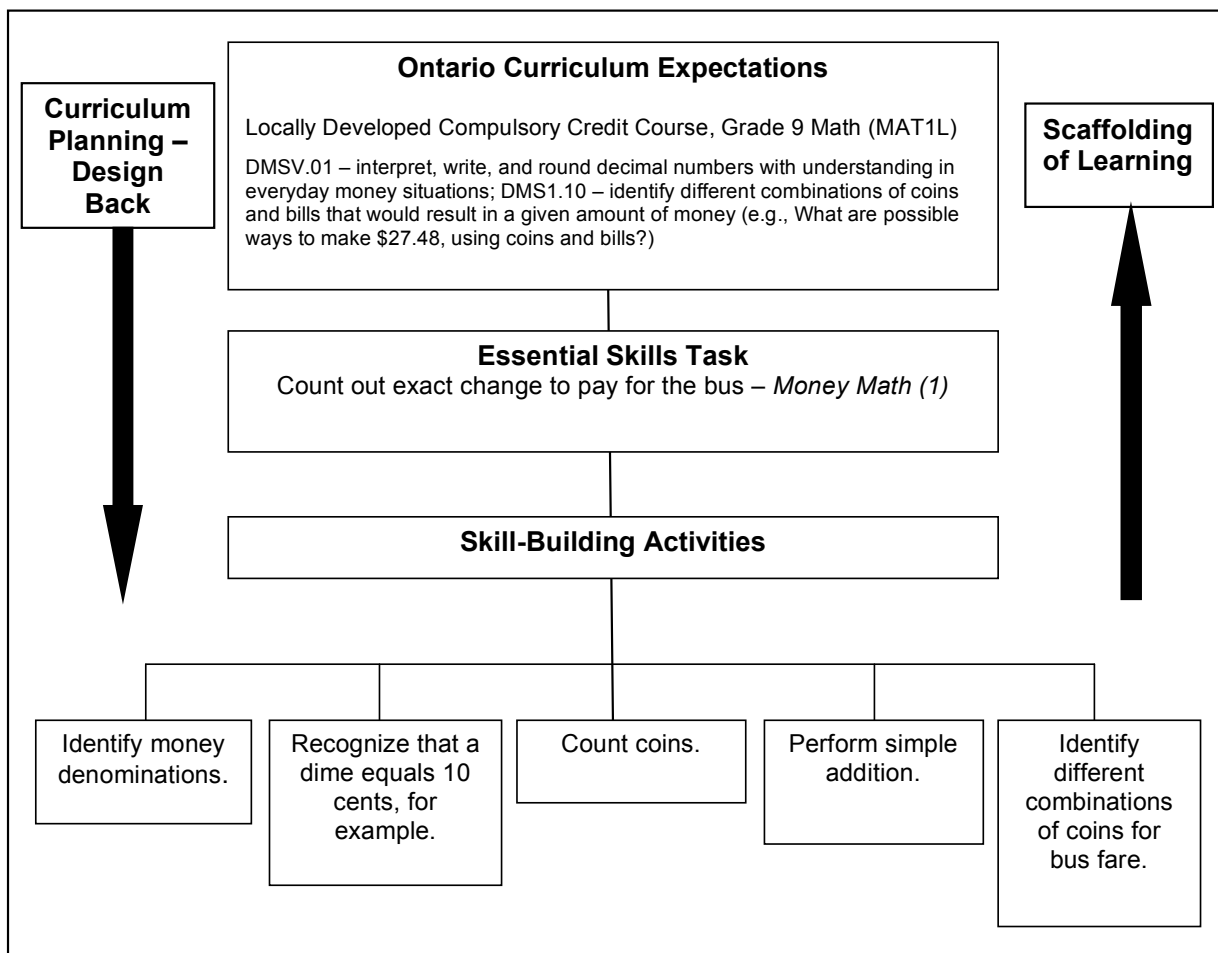 Ontario Curriculum Expectations
Curriculum
Planning –
Design
Back
Locally Developed Compulsory Credit Course, Grade 9 Math (MAT1L)
DMSV.01 – interpret, write, and round decimal numbers with understanding in
everyday money situations; DMS1.10 – identify different combinations of coins
and bills that would result in a given amount of money (e.g., What are possible
ways to make $27.48, using coins and bills?)
Scaffolding
of Learning
Essential Skills Task
Count out exact change to pay for the bus – Money Math (1)
Skill-Building Activities
Identify money
denominations.
Recognize that a
dime equals 10
cents, for
example.
Count coins.
Perform simple
addition.
Identify
different
combinations
of coins for
bus fare.